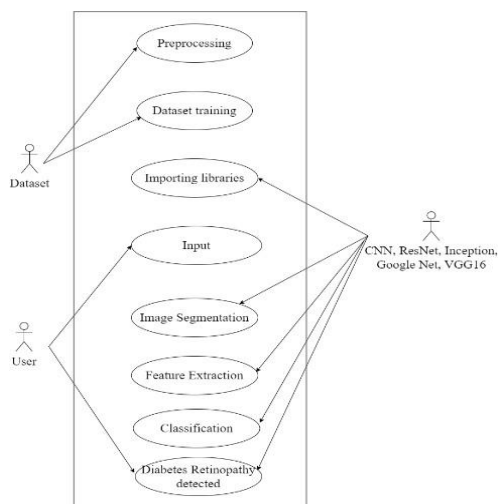 Preprocessing
Dataset training
Dataset
Importing libraries
CNN, ResNet, Inception,
Google Net, VGG16
Input
Image Segmentation
User
Feature Extraction
Classification
Diabetes Retinopathy
detected